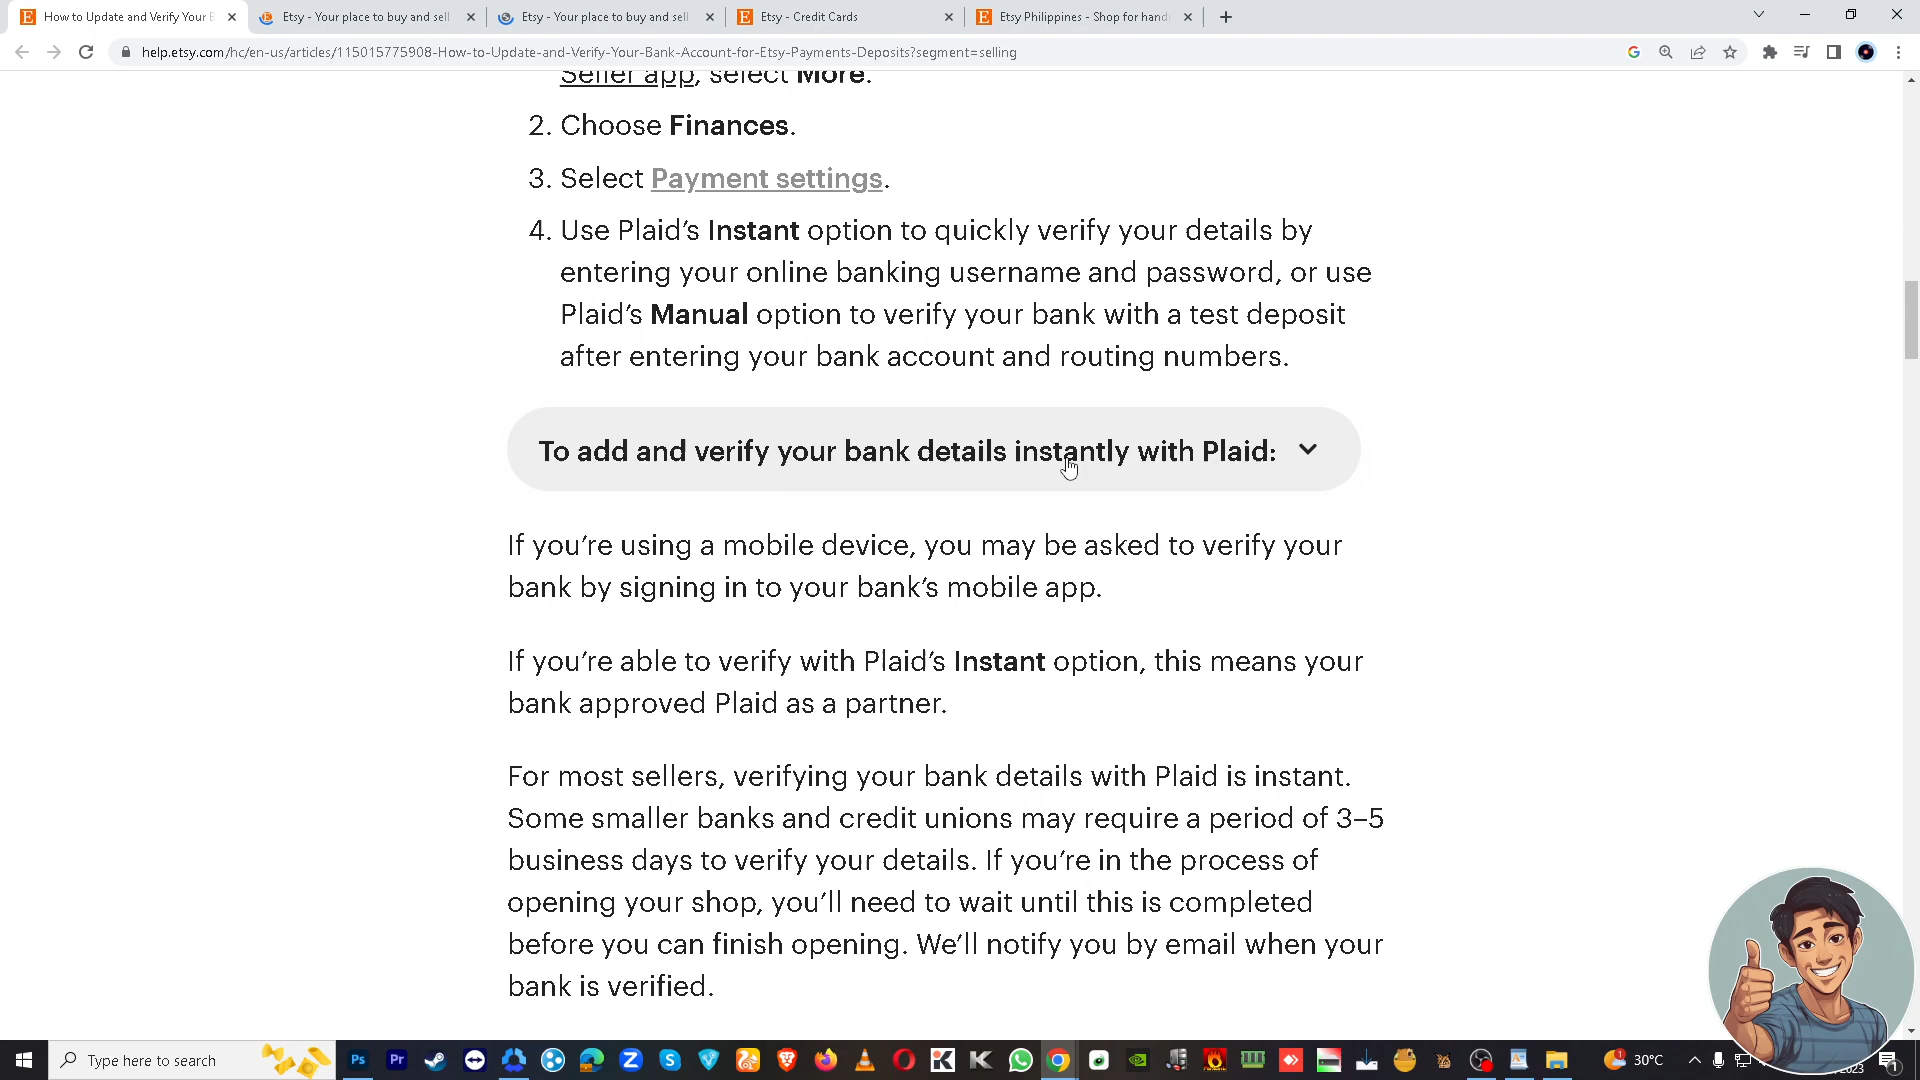 How to Update and Verify Your B
Etsy - Your place to buy and sell
Etsy - Your place to buy and sell
Etsy - Credit Cards
Etsy Philippines - Shop for hand
help.etsy.com/hc/en-us/articles/115015775908-How-to-Update-and-Verify-Your-Bank-Account-for-Etsy-Payments-Deposits?segment=selling
Seller app, select More.
2. Choose Finances.
3. Select Payment settings.
4. Use Plaid’s Instant option to quickly verify your details by
entering your online banking username and password, or use
Plaid’s Manual option to verify your bank with a test deposit
after entering your bank account and routing numbers.
To add and verify your bank details instantly with Plaid:
If you’re using a mobile device, you may be asked to verify your
bank by signing in to your bank’s mobile app.
If you’re able to verify with Plaid’s Instant option, this means your
bank approved Plaid as a partner.
For most sellers, verifying your bank details with Plaid is instant.
Some smaller banks and credit unions may require a period of 3–5
business days to verify your details. If you’re in the process of
opening your shop, you’ll need to wait until this is completed
before you can finish opening. We’ll notify you by email when your
bank is verified.
Type here to search
30°C